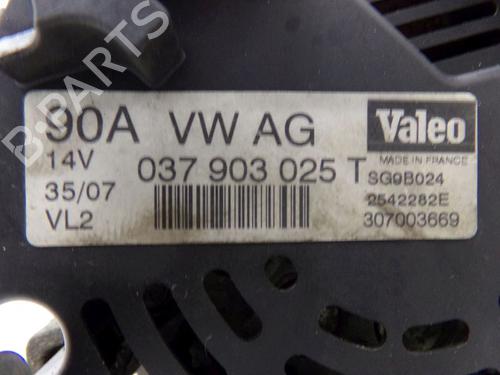 90A VW AG
Valeo
14V
037 903 025 T
MADE IN FRANCE
SG9B024
35/07
2542282E
VL2
307003669
B-PARTS